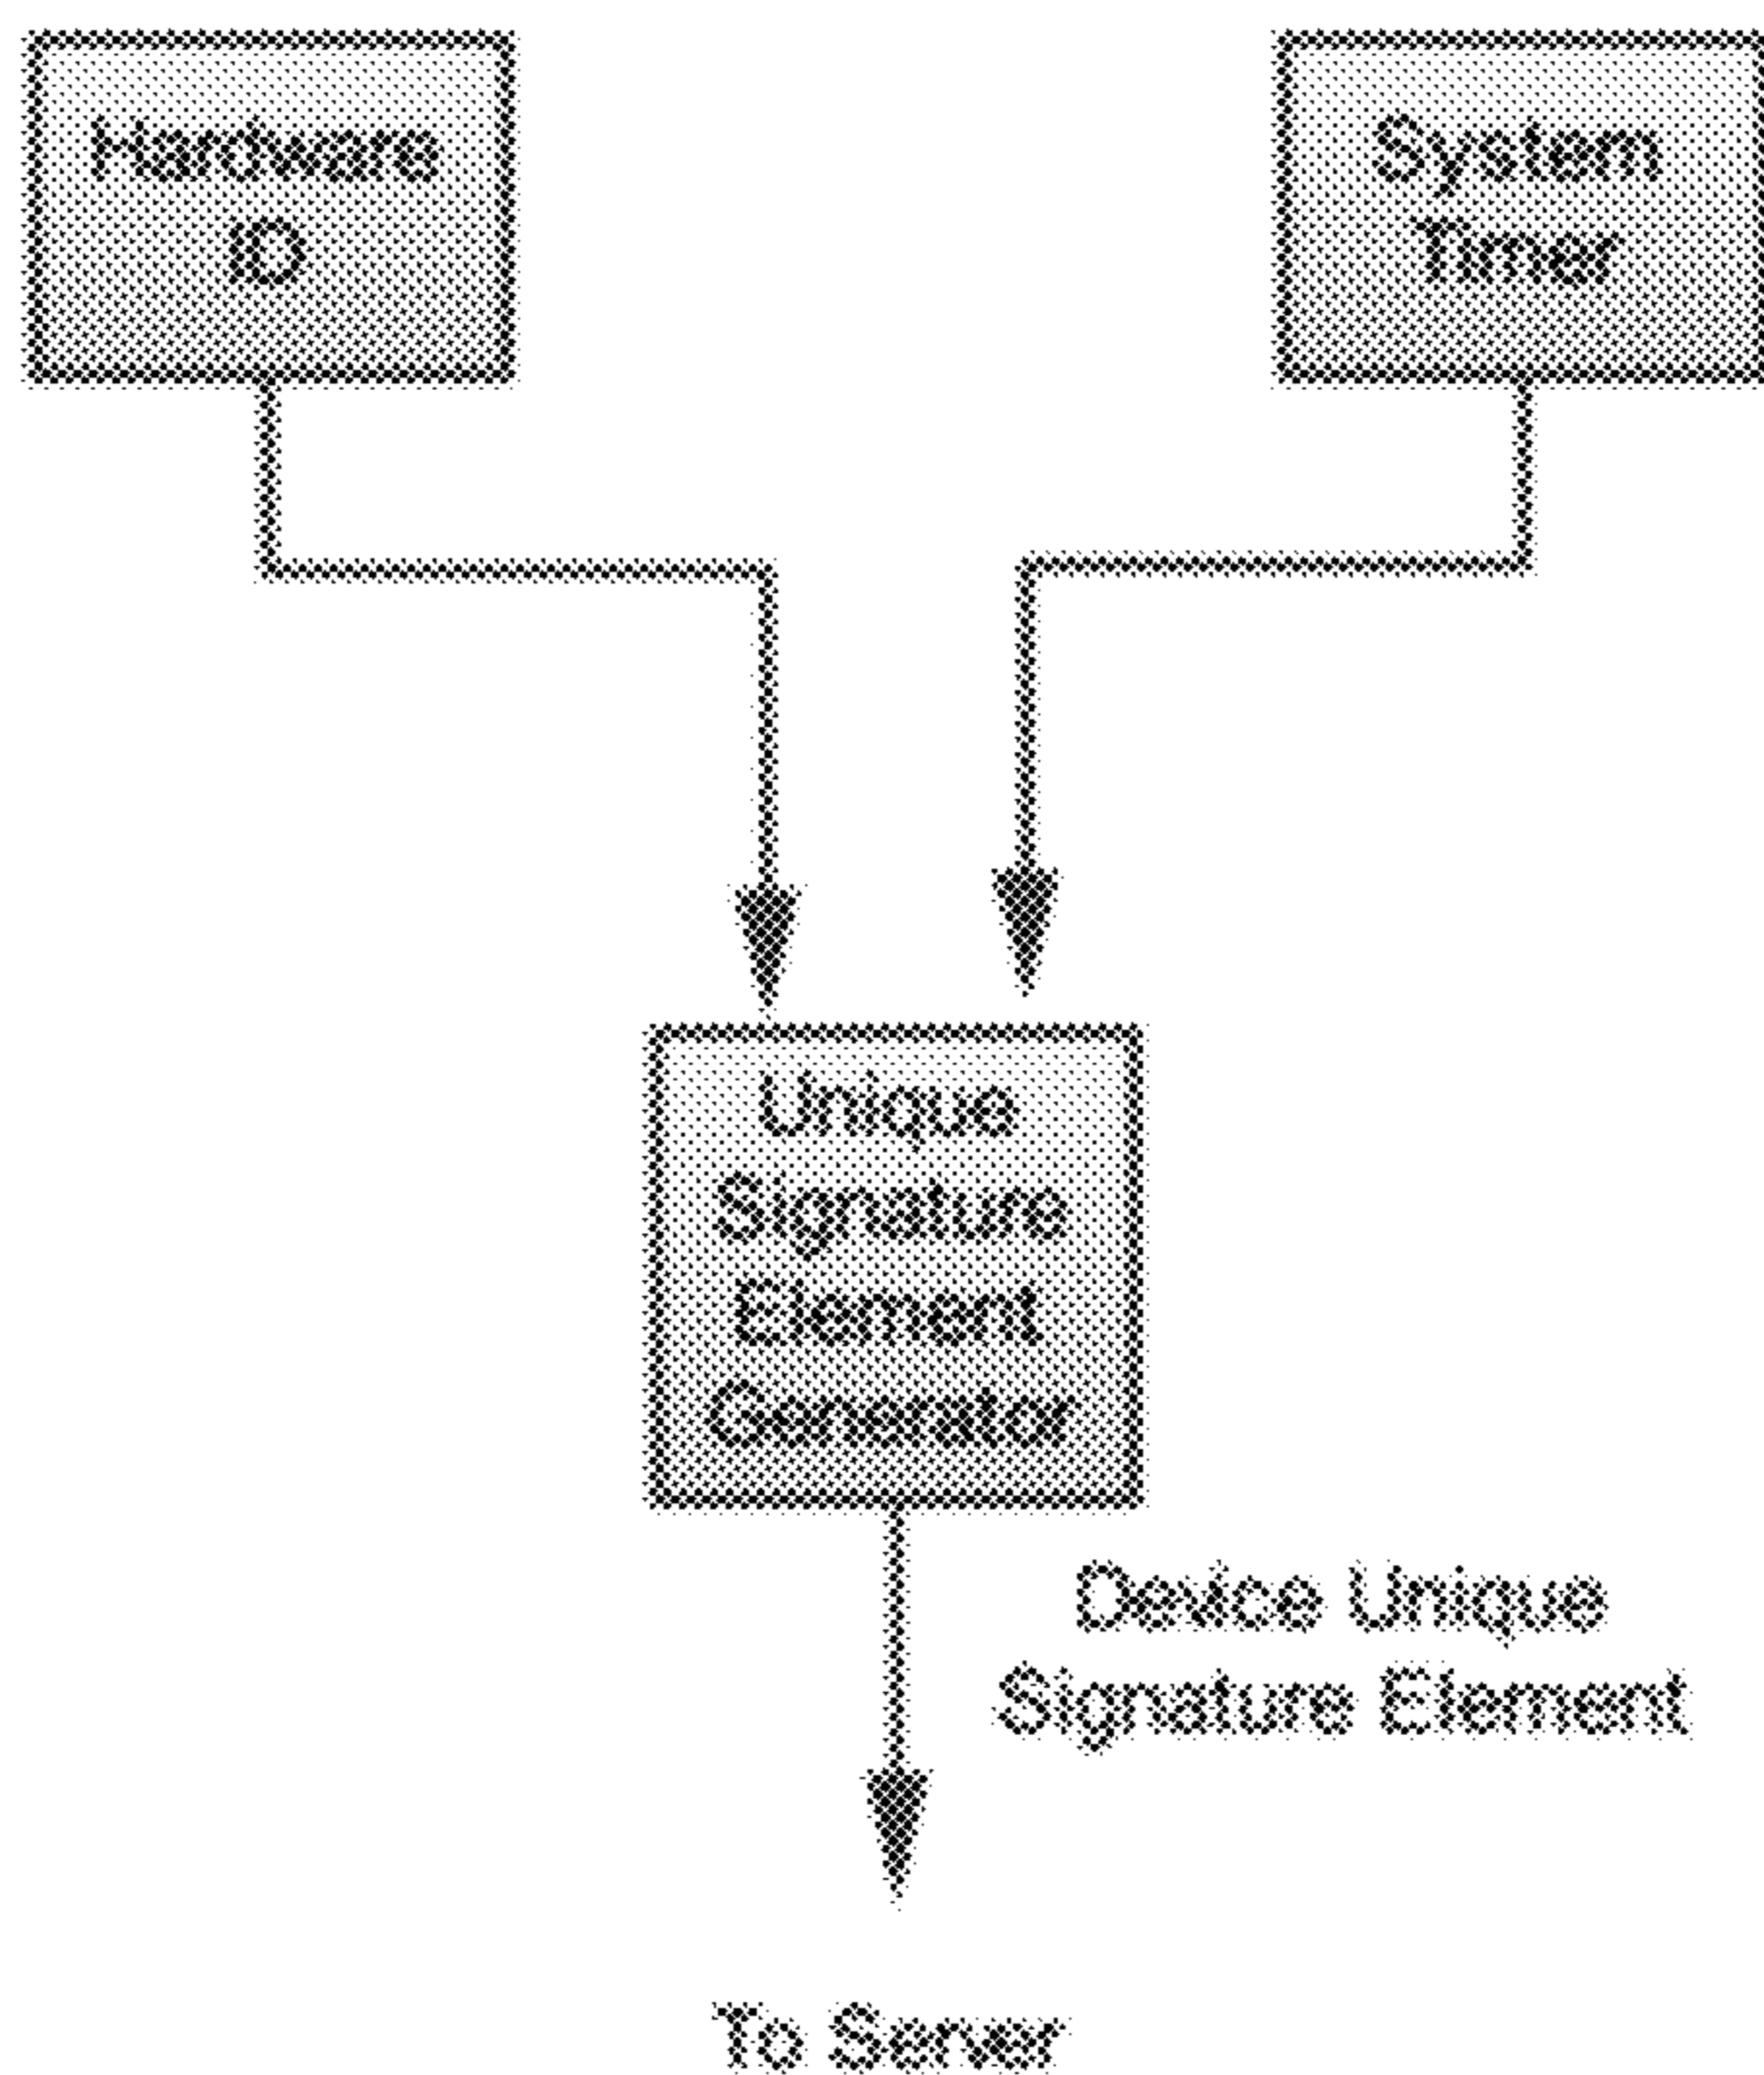 Hardware
ID
System
Timer
Unique
Signature
Element
Generator
Device Unique
Signature Element
To Server